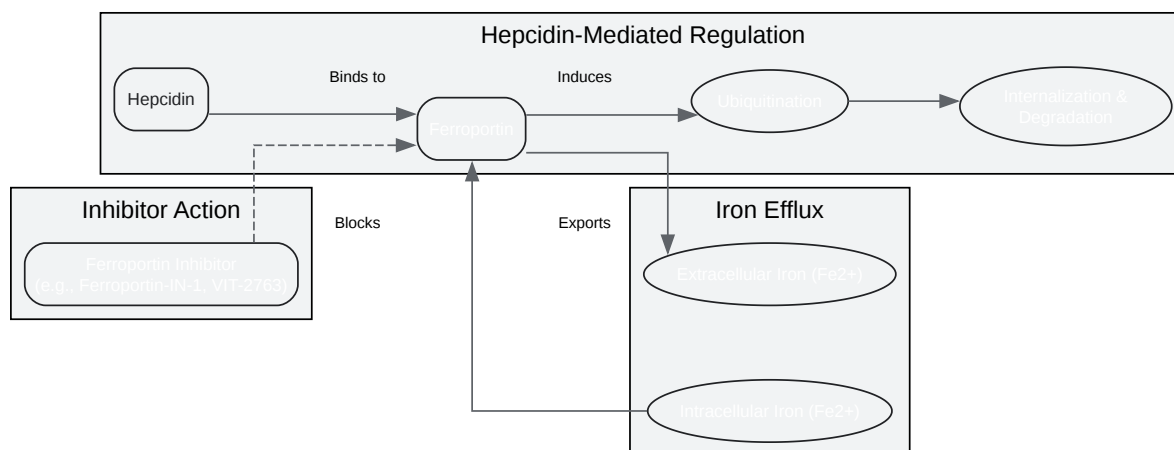 Hepcidin-Mediated Regulation
Binds to
Induces
Hepcidin
Ubiquitination
Internalization &
Degradation
Ferroportin
Inhibitor Action
Iron Efflux
Blocks
Exports
Ferroportin Inhibitor
(e.g., Ferroportin-IN-1, VIT-2763)
Extracellular Iron (Fe2+)
Intracellular Iron (Fe2+)